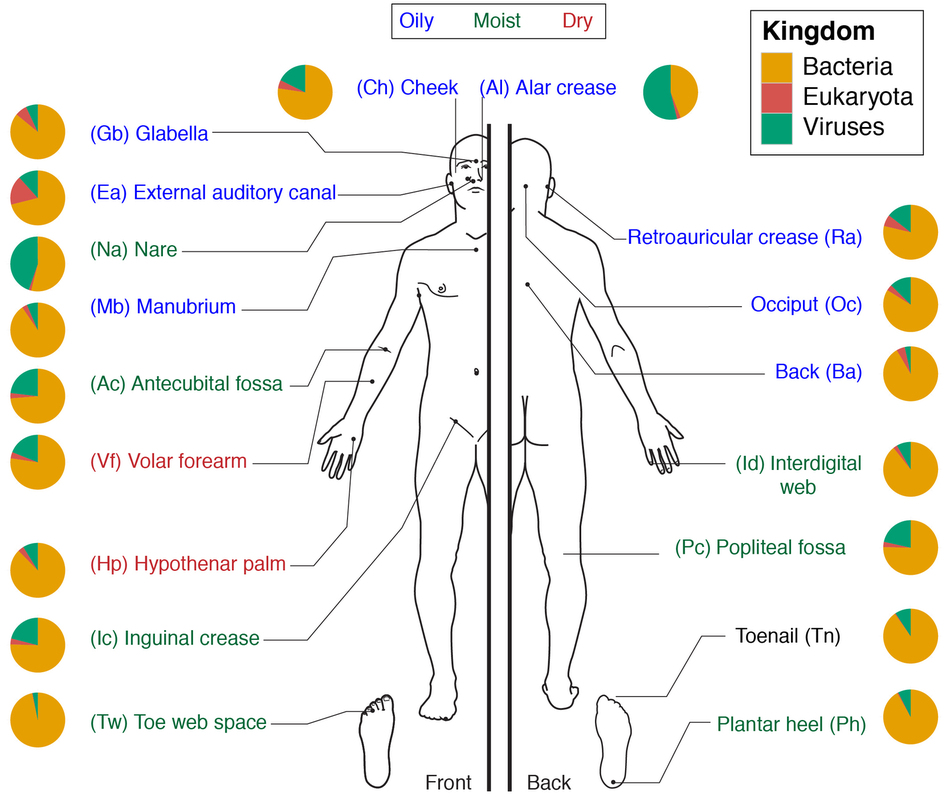 Oily Moist Dry
Kingdom
Bacteria
Eukaryota
Viruses
(Ch) Cheek
(Al) Alar crease
(Gb) Glabella
(Ea) External auditory canal
(Na) Nare
(Mb) Manubrium
(Ac) Antecubital fossa
(Vf) Volar forearm
(Hp) Hypothenar palm
(Ic) Inguinal crease
(Tw) Toe web space
Retroauricular crease (Ra)
Occiput (Oc)
Back (Ba)
(Id) Interdigital
web
(Pc) Popliteal fossa
Toenail (Tn)
Plantar heel (Ph)
Front
Back